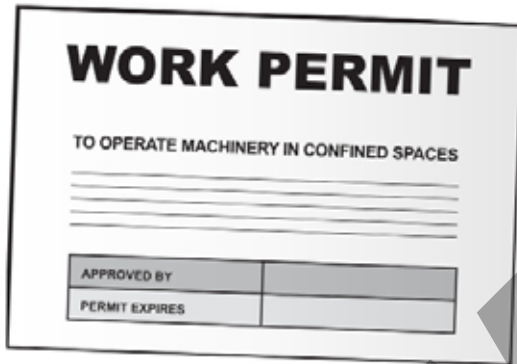 WORK PERMIT
TO OPERATE MACHINERY IN CONFINED SPACES
APPROVED BY
PERMIT EXPIRES